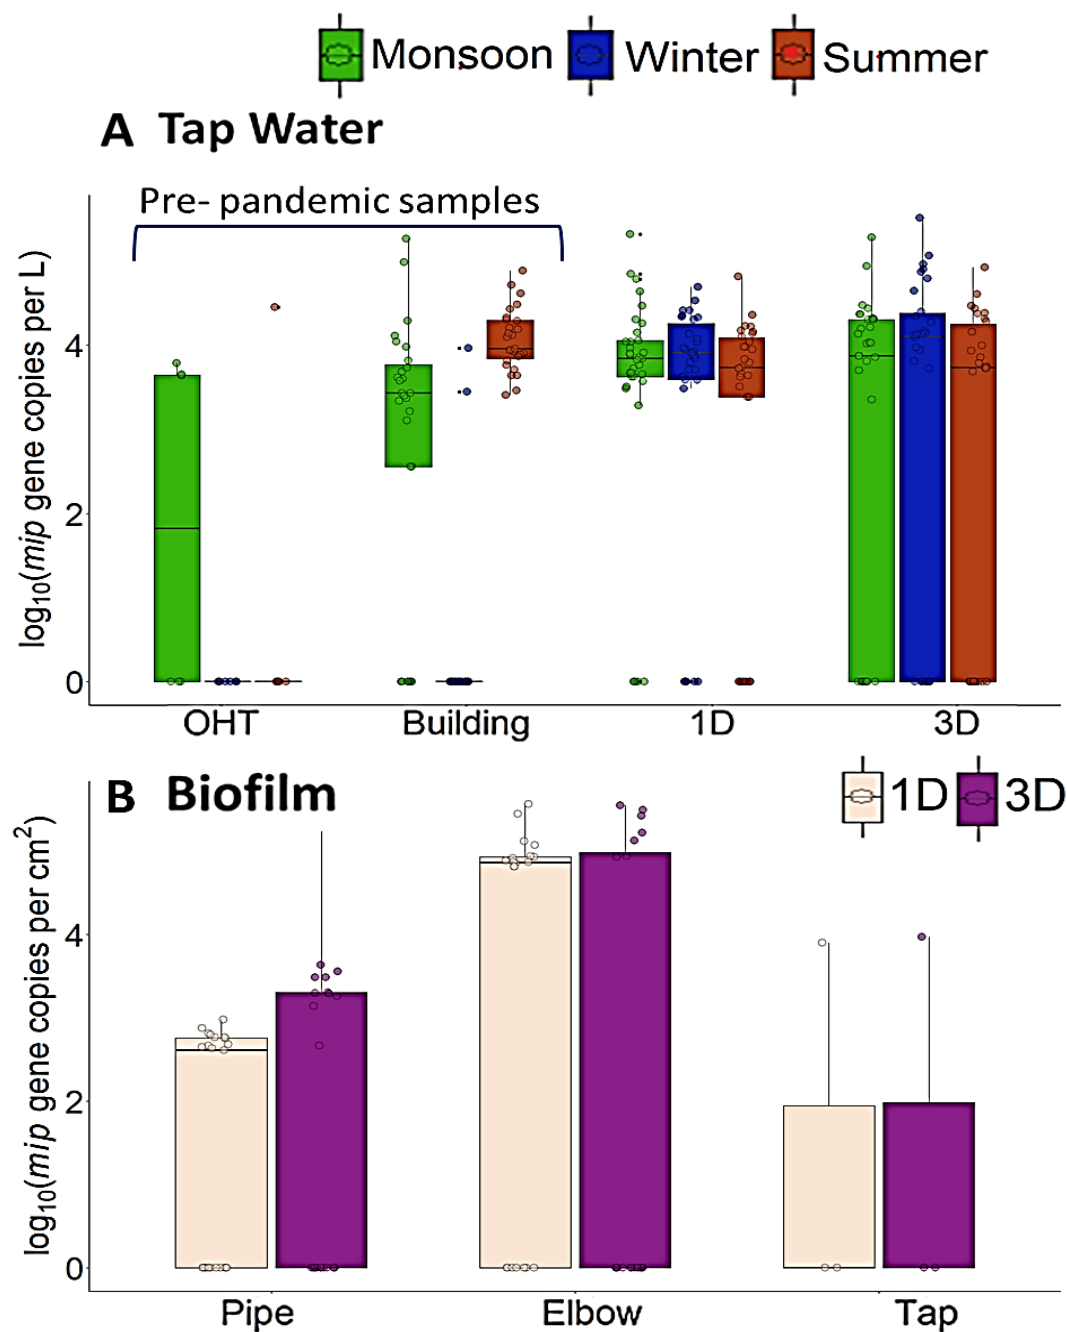 Monsoon Winter Summer
A Tap Water
Pre- pandemic samples
log10(mip gene copies per L)
4
2
0
OHT Building 1D 3D
B Biofilm
1D 3D
log10(mip gene copies per cm2)
4
2
0
Pipe Elbow Tap